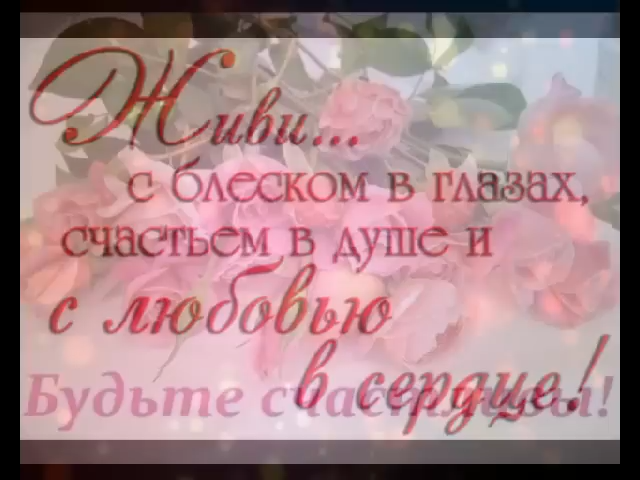 Живи...
с блеском в глазах,
счастьем в душе и
с любовью
в сердце!
Будьте счастливы!